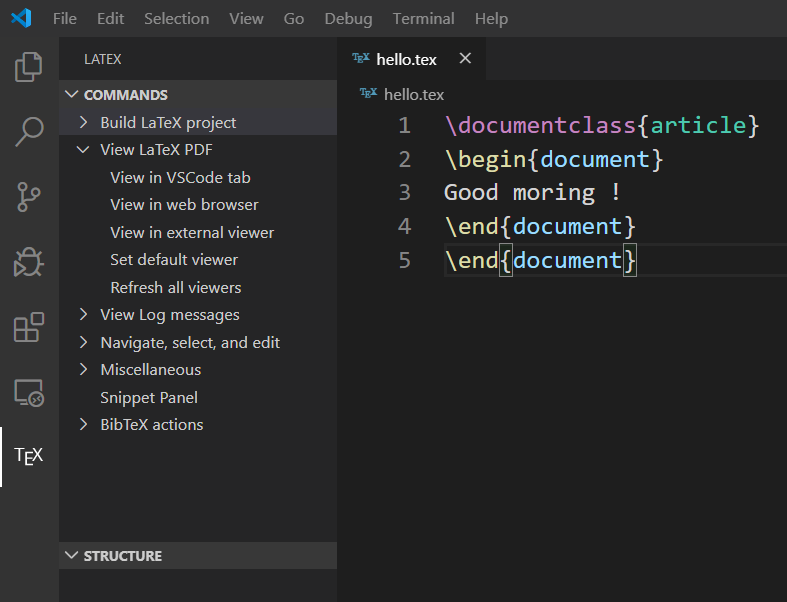 File Edit Selection View Go Debug Terminal Help
LATEX
COMMANDS
Build LaTeX project
View LaTeX PDF
View in VSCode tab
View in web browser
View in external viewer
Set default viewer
Refresh all viewers
View Log messages
Navigate, select, and edit
Miscellaneous
Snippet Panel
BibTeX actions
TEX
STRUCTURE
TEX hello.tex
TEX hello.tex
1 \documentclass{article}
2 \begin{document}
3 Good moring !
4 \end{document}
5 \end{document}